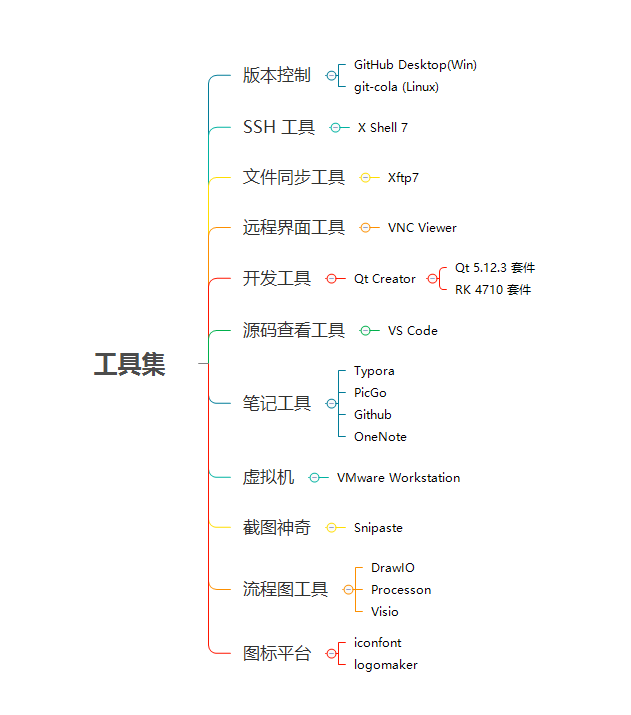 工具集
版本控制
GitHub Desktop(Win)
git-cola (Linux)
SSH 工具
X Shell 7
文件同步工具
Xftp7
远程界面工具
VNC Viewer
开发工具
Qt Creator
Qt 5.12.3 套件
RK 4710 套件
源码查看工具
VS Code
笔记工具
Typora
PicGo
Github
OneNote
虚拟机
VMware Workstation
截图神奇
Snipaste
流程图工具
DrawIO
Processon
Visio
图标平台
iconfont
logomaker